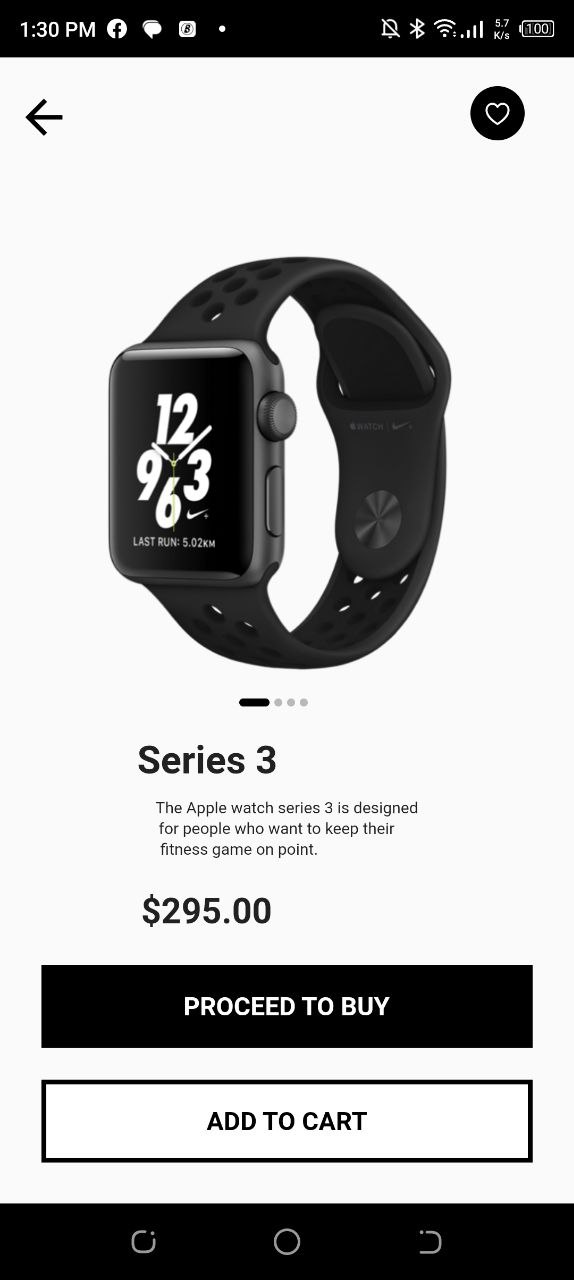 1:30 PM
5.7
K/s
100
12
9 3
6
LAST RUN: 5.02KM
WATCH
Series 3
The Apple watch series 3 is designed
for people who want to keep their
fitness game on point.
$295.00
PROCEED TO BUY
ADD TO CART